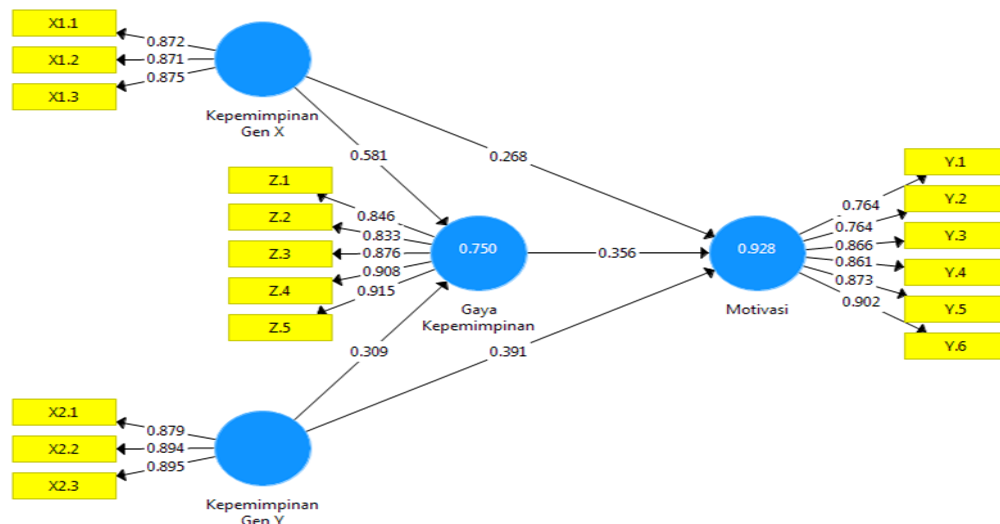 X1.1
X1.2
X1.3
0.872
0.871
0.875
Kepemimpinan
Gen X
0.581
0.268
Z.1
Z.2
Z.3
Z.4
Z.5
0.846
0.833
0.876
0.908
0.915
0.750
Gaya
Kepemimpinan
0.356
0.928
Motivasi
0.764
0.764
0.866
0.861
0.873
0.902
Y.1
Y.2
Y.3
Y.4
Y.5
Y.6
0.309
0.391
X2.1
X2.2
X2.3
0.879
0.894
0.895
Kepemimpinan
Gen Y